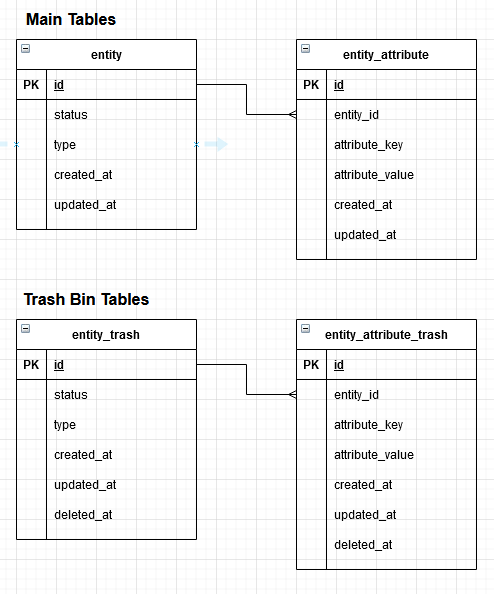 Main Tables
entity
PK id
status
type
created_at
updated_at
entity_attribute
PK id
entity_id
attribute_key
attribute_value
created_at
updated_at
Trash Bin Tables
entity_trash
PK id
status
type
created_at
updated_at
deleted_at
entity_attribute_trash
PK id
entity_id
attribute_key
attribute_value
created_at
updated_at
deleted_at